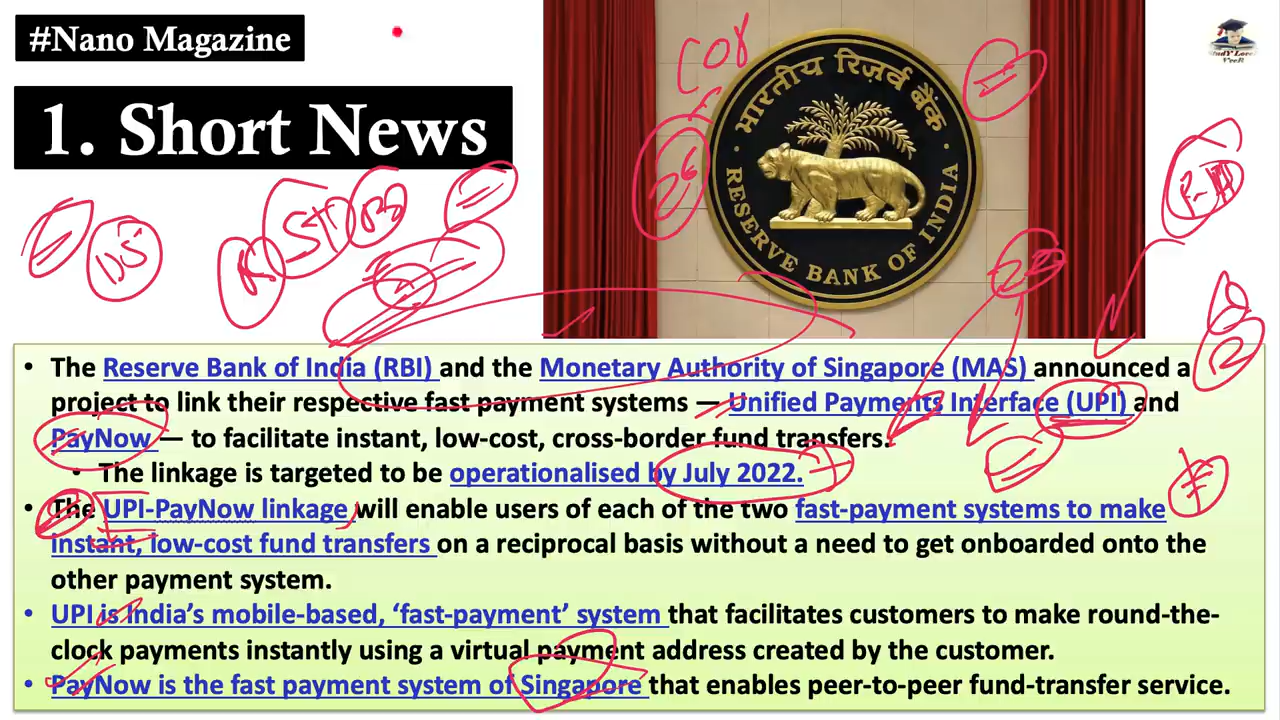 #Nano Magazine
1. Short News
StudY Lover
VeeR
भारतीय रिज़र्व बैंक
RESERVE BANK OF INDIA
COP
26
DS
• The Reserve Bank of India (RBI) and the Monetary Authority of Singapore (MAS) announced a
project to link their respective fast payment systems — Unified Payments Interface (UPI) and
PayNow — to facilitate instant, low-cost, cross-border fund transfers.
• The linkage is targeted to be operationalised by July 2022.
• The UPI-PayNow linkage will enable users of each of the two fast-payment systems to make
instant, low-cost fund transfers on a reciprocal basis without a need to get onboarded onto the
other payment system.
• UPI is India’s mobile-based, ‘fast-payment’ system that facilitates customers to make round-the-
clock payments instantly using a virtual payment address created by the customer.
• PayNow is the fast payment system of Singapore that enables peer-to-peer fund-transfer service.